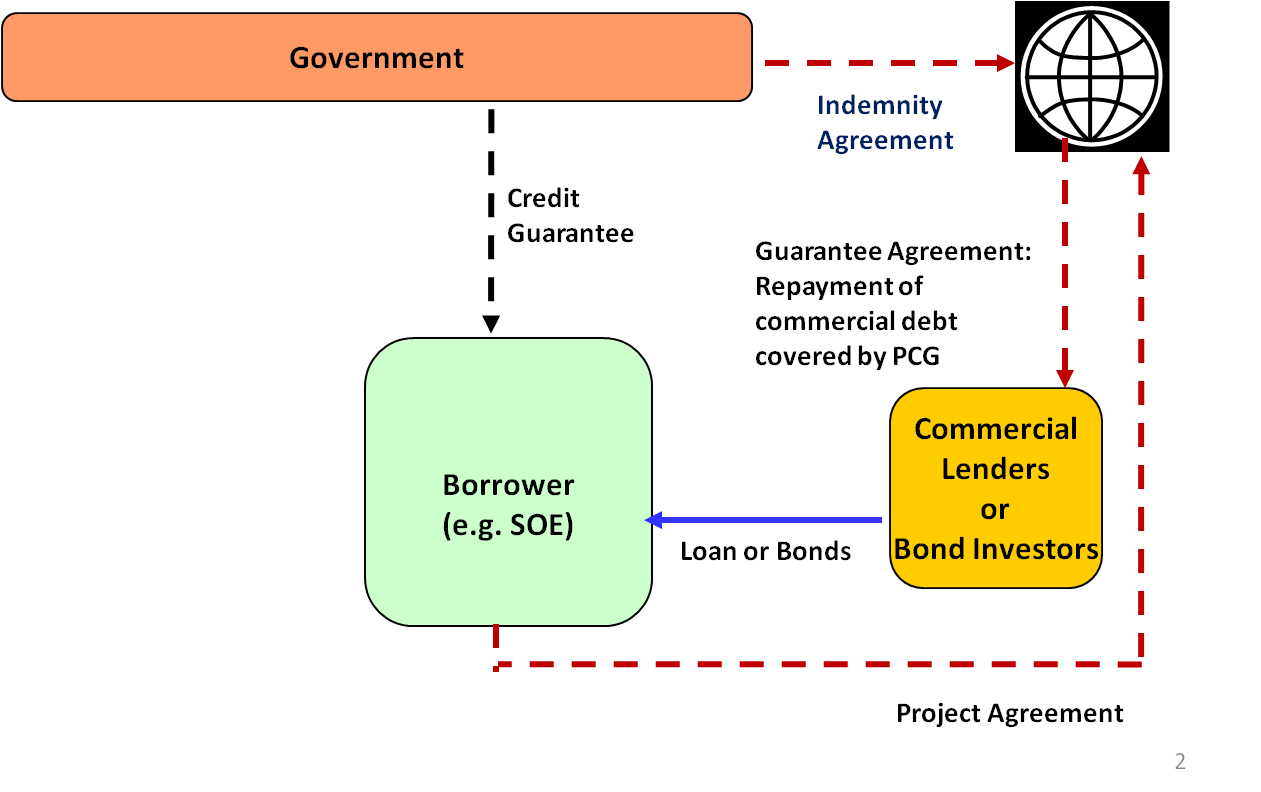 Government
Indemnity
Agreement
Credit
Guarantee
Guarantee Agreement:
Repayment of
commercial debt
covered by PCG
Commercial
Lenders
or
Bond Investors
Borrower
(e.g. SOE)
Loan or Bonds
Project Agreement
2